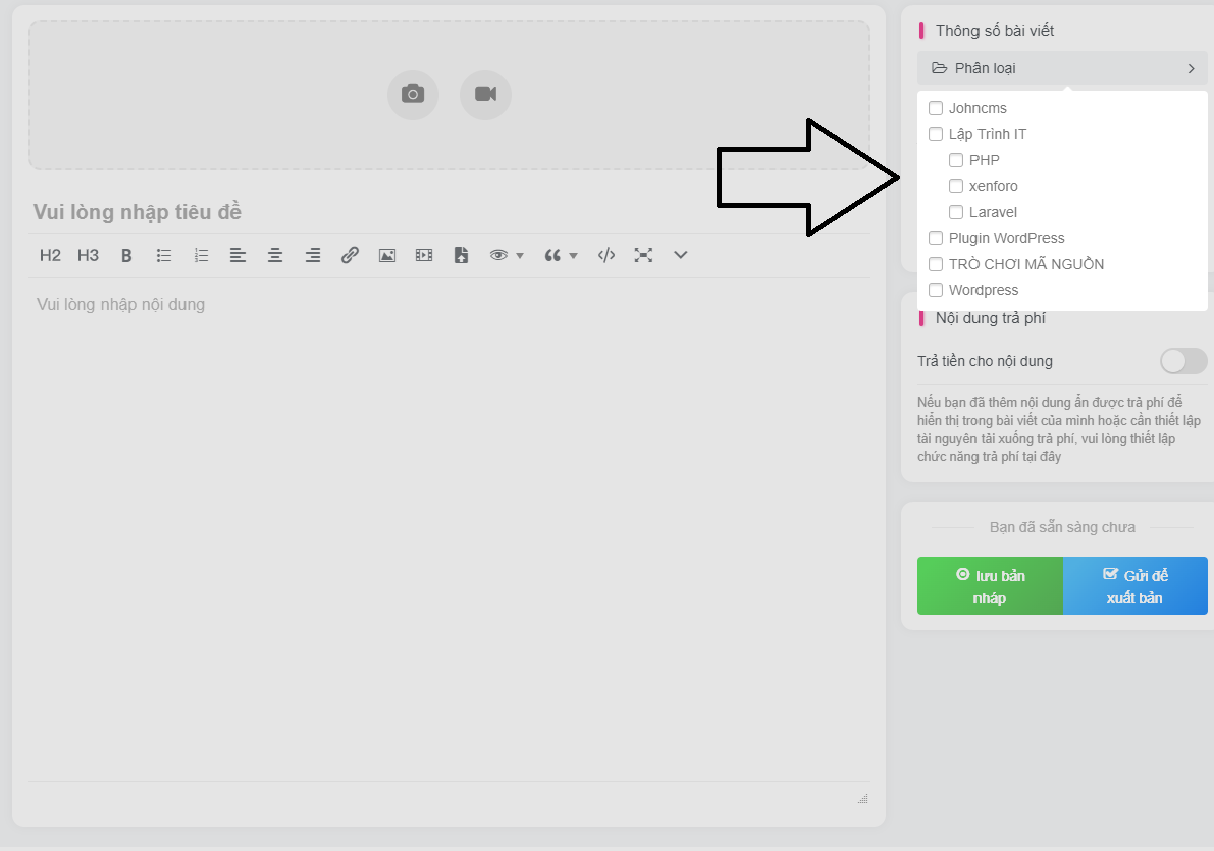 Vui lòng nhập tiêu đề
H2 H3 B
Vui lòng nhập nội dung
Thông số bài viết
Phân loại
Johncms
Lập Trình IT
PHP
xenforo
Laravel
Plugin WordPress
TRÒ CHƠI MÃ NGUỒN
Wordpress
Nội dung trả phí
Trả tiền cho nội dung
Nếu bạn đã thêm nội dung ẩn được trả phí để
hiển thị trong bài viết của mình hoặc cần thiết lập
tài nguyên tải xuống trả phí, vui lòng thiết lập
chức năng trả phí tại đây
Bạn đã sẵn sàng chưa
lưu bản
nháp
Gửi để
xuất bản